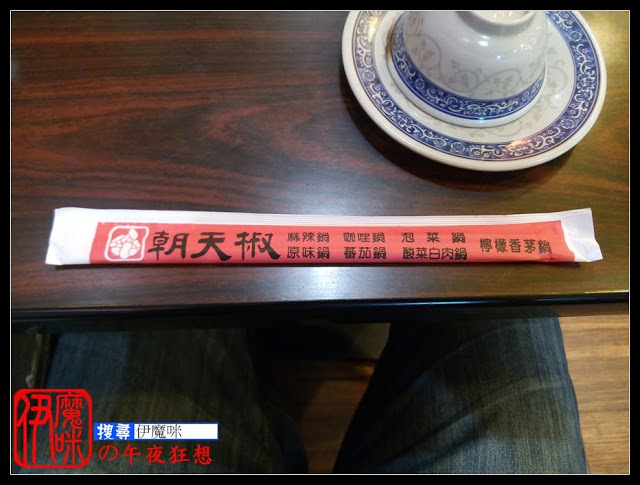 朝天椒
麻辣鍋 咖哩鍋 泡菜鍋
原味鍋 蕃茄鍋 酸菜白肉鍋
檸檬香茅鍋
伊魔咪
搜尋 伊魔咪
の午夜狂想